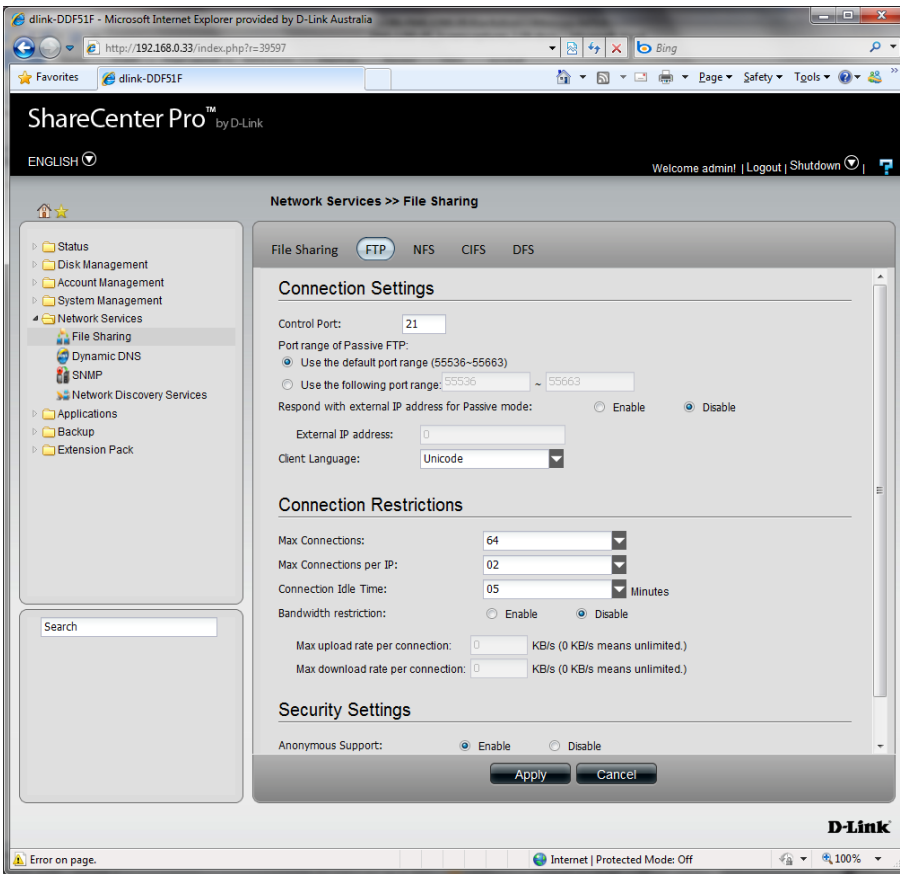 dlink-DDF51F - Microsoft Internet Explorer provided by D-Link Australia
http://192.168.0.33/index.php?r=39597
Bing
Favorites
dlink-DDF51F
Page Safety Tools
ShareCenter Pro™ by D-Link
ENGLISH
Welcome admin! | Logout | Shutdown |
Network Services >> File Sharing
Status
Disk Management
Account Management
System Management
Network Services
File Sharing
Dynamic DNS
SNMP
Network Discovery Services
Applications
Backup
Extension Pack
Search
File Sharing FTP NFS CIFS DFS
Connection Settings
Control Port: 21
Port range of Passive FTP:
Use the default port range (55536~55663)
Use the following port range: 55536 ~ 55663
Respond with external IP address for Passive mode: Enable Disable
External IP address: 0
Client Language: Unicode
Connection Restrictions
Max Connections: 64
Max Connections per IP: 02
Connection Idle Time: 05 Minutes
Bandwidth restriction: Enable Disable
Max upload rate per connection: 0 KB/s (0 KB/s means unlimited.)
Max download rate per connection: 0 KB/s (0 KB/s means unlimited.)
Security Settings
Anonymous Support: Enable Disable
Apply Cancel
D-Link
Error on page.
Internet | Protected Mode: Off
100%